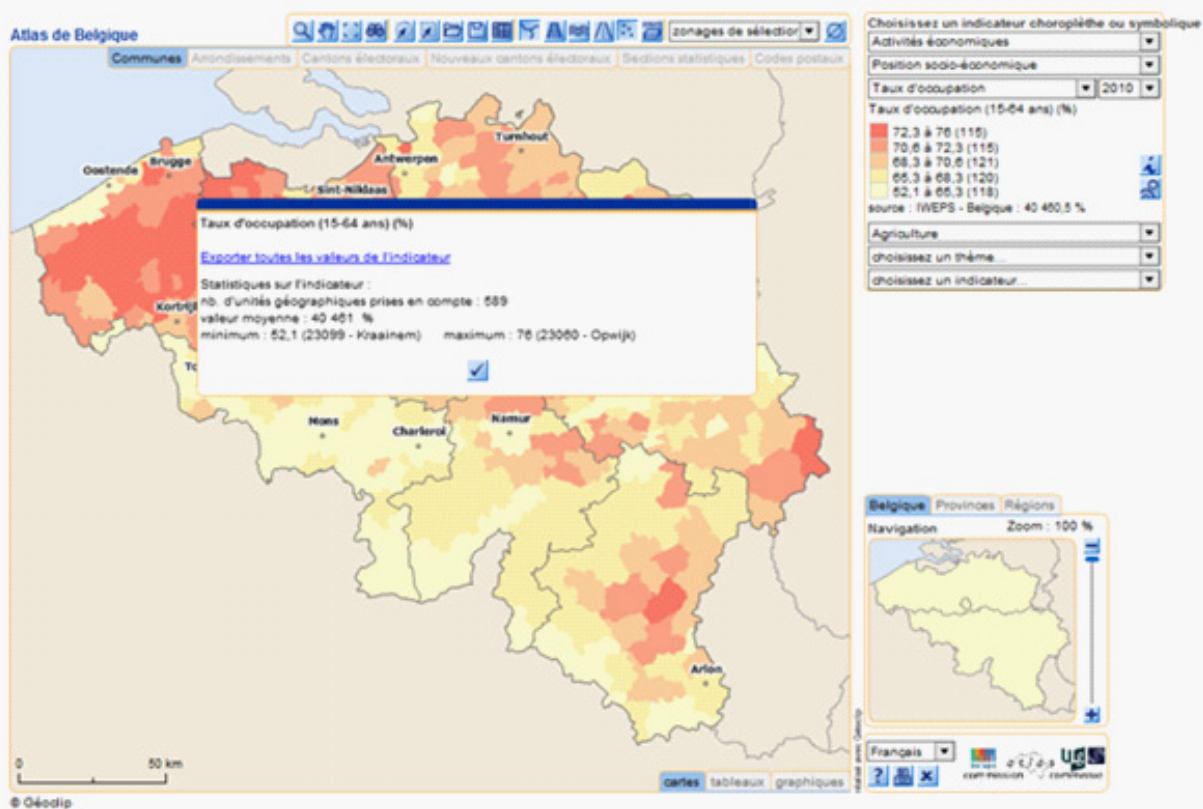 Atlas de Belgique
zonages de sélection
Communes Arrondissements Cantons électoraux Nouveaux cantons électoraux Sections statistiques Codes postaux
Oostende
Brugge
Antwerpen
Turnhout
Sint-Niklaas
Kortrijk
Mons
Charleroi
Namur
Arlon
Taux d'occupation (15-64 ans) (%)
Exporter toutes les valeurs de l'indicateur
Statistiques sur l'indicateur :
nb. d'unités géographiques prises en compte : 589
valeur moyenne : 40 461 %
minimum : 52,1 (23099 - Kraainem) maximum : 76 (23060 - Opwijk)
0 50 km
cartes tableaux graphiques
© Géoclip
Choisissez un indicateur choroplèthe ou symbolique
Activités économiques
Position socio-économique
Taux d'occupation 2010
Taux d'occupation (15-64 ans) (%)
72,3 à 76 (115)
70,6 à 72,3 (115)
68,3 à 70,6 (121)
65,3 à 68,3 (120)
52,1 à 65,3 (118)
source : IWEPS - Belgique : 40 460,5 %
Agriculture
choisissez un thème...
choisissez un indicateur...
Belgique Provinces Régions
Navigation Zoom : 100 %
réalisé avec Géoclip
Français